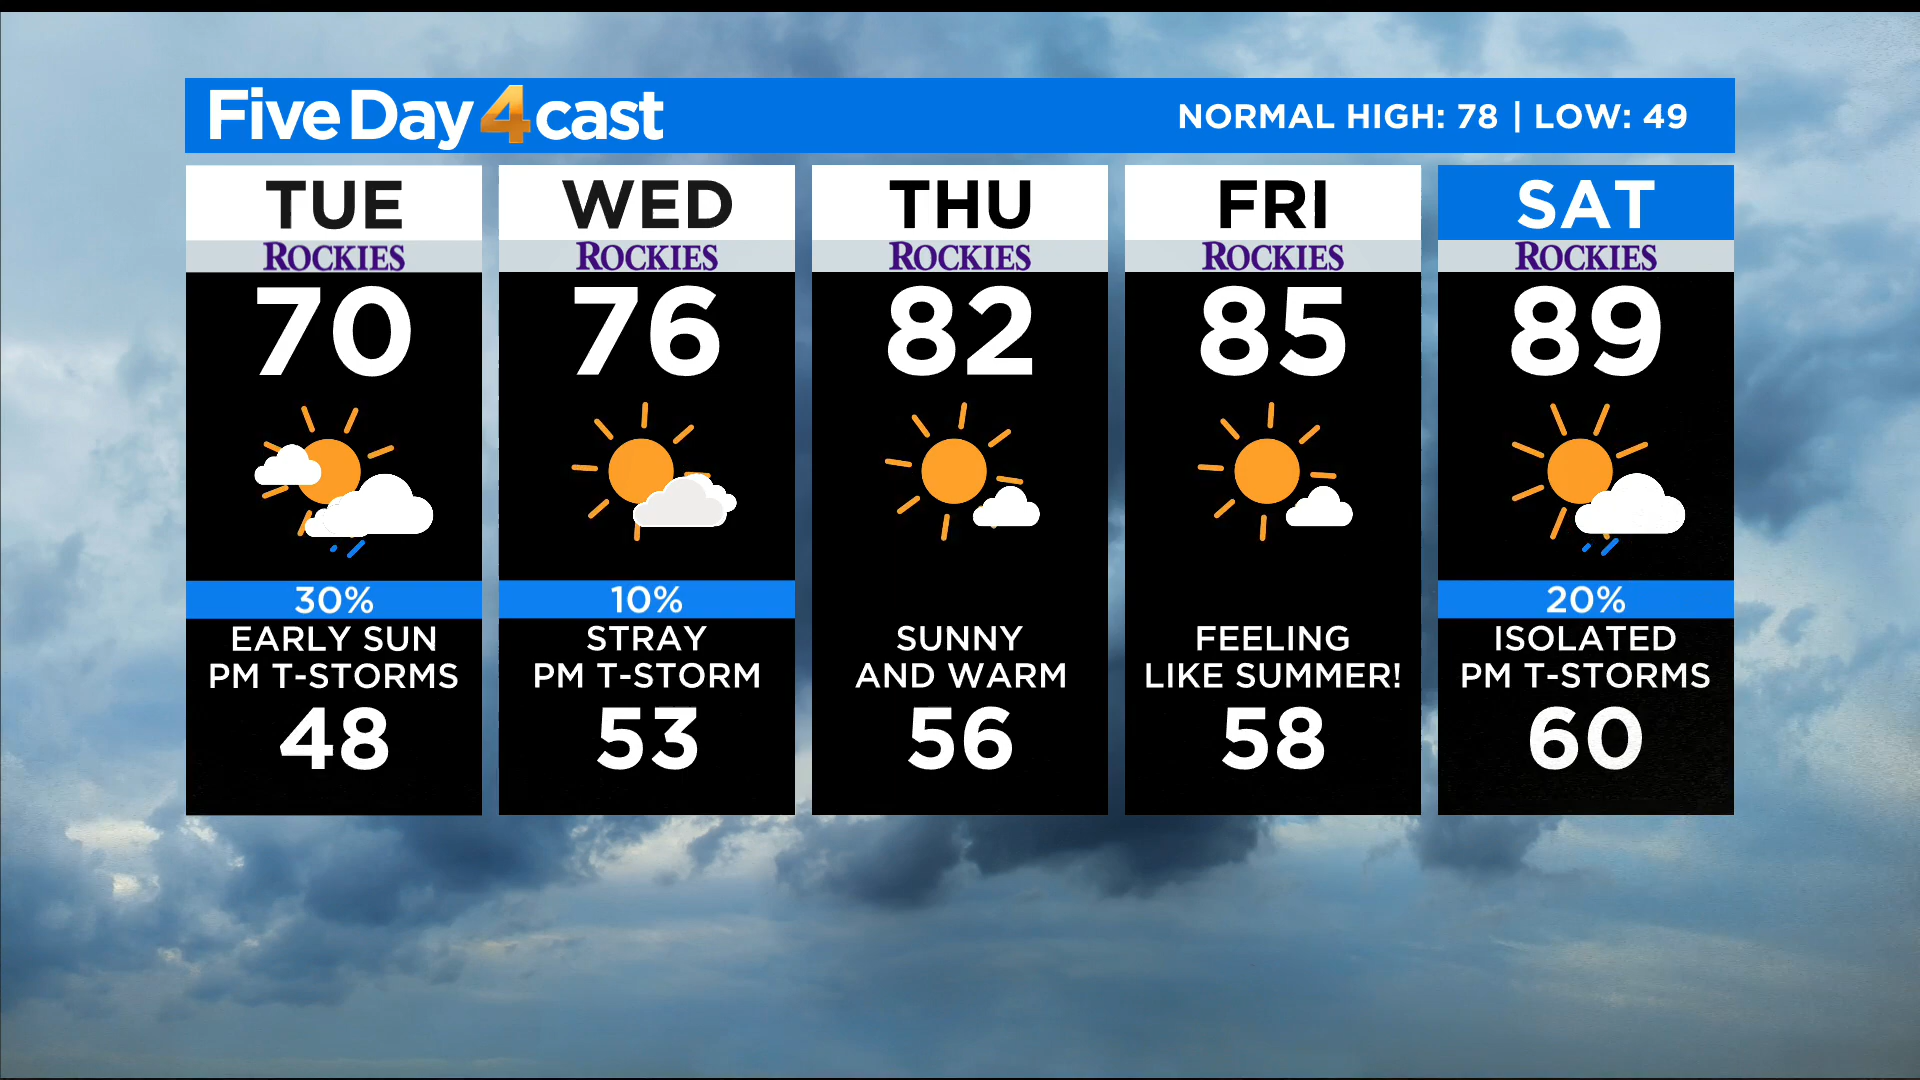 Five Day 4cast
NORMAL HIGH: 78 | LOW: 49
TUE
ROCKIES
70
30%
EARLY SUN
PM T-STORMS
48
WED
ROCKIES
76
10%
STRAY
PM T-STORM
53
THU
ROCKIES
82
SUNNY
AND WARM
56
FRI
ROCKIES
85
FEELING
LIKE SUMMER!
58
SAT
ROCKIES
89
20%
ISOLATED
PM T-STORMS
60